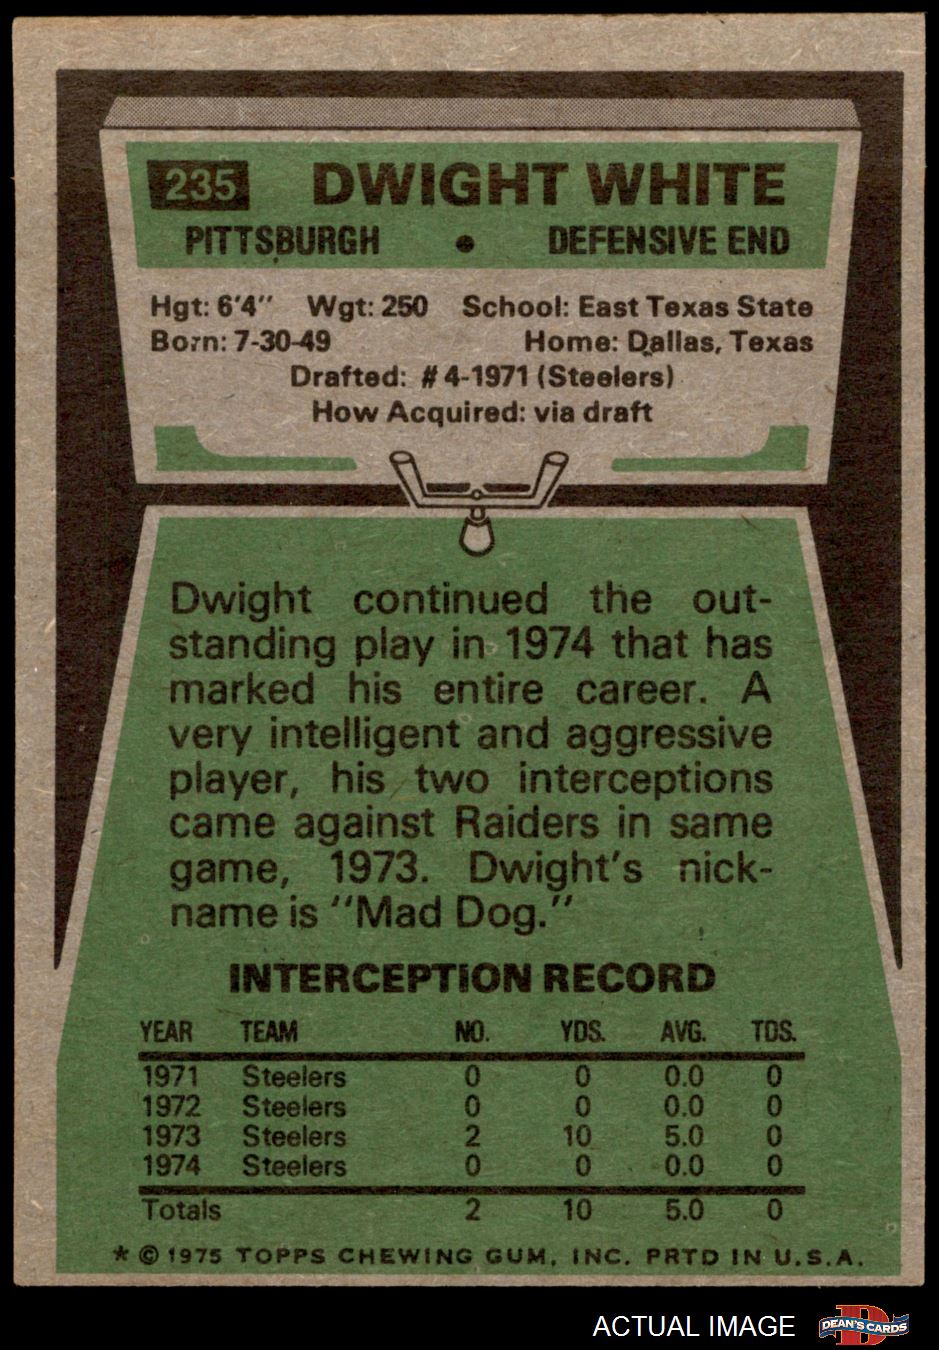 235 DWIGHT WHITE
PITTSBURGH • DEFENSIVE END
Hgt: 6'4" Wgt: 250 School: East Texas State
Born: 7-30-49 Home: Dallas, Texas
Drafted: #4-1971 (Steelers)
How Acquired: via draft
Dwight continued the out-
standing play in 1974 that has
marked his entire career. A
very intelligent and aggressive
player, his two interceptions
came against Raiders in same
game, 1973. Dwight's nick-
name is "Mad Dog."
INTERCEPTION RECORD
YEAR TEAM NO. YDS. AVG. TDS.
1971 Steelers 0 0 0.0 0
1972 Steelers 0 0 0.0 0
1973 Steelers 2 10 5.0 0
1974 Steelers 0 0 0.0 0
Totals 2 10 5.0 0
* © 1975 TOPPS CHEWING GUM, INC. PRTD IN U.S.A.
ACTUAL IMAGE D DEAN'S CARDS